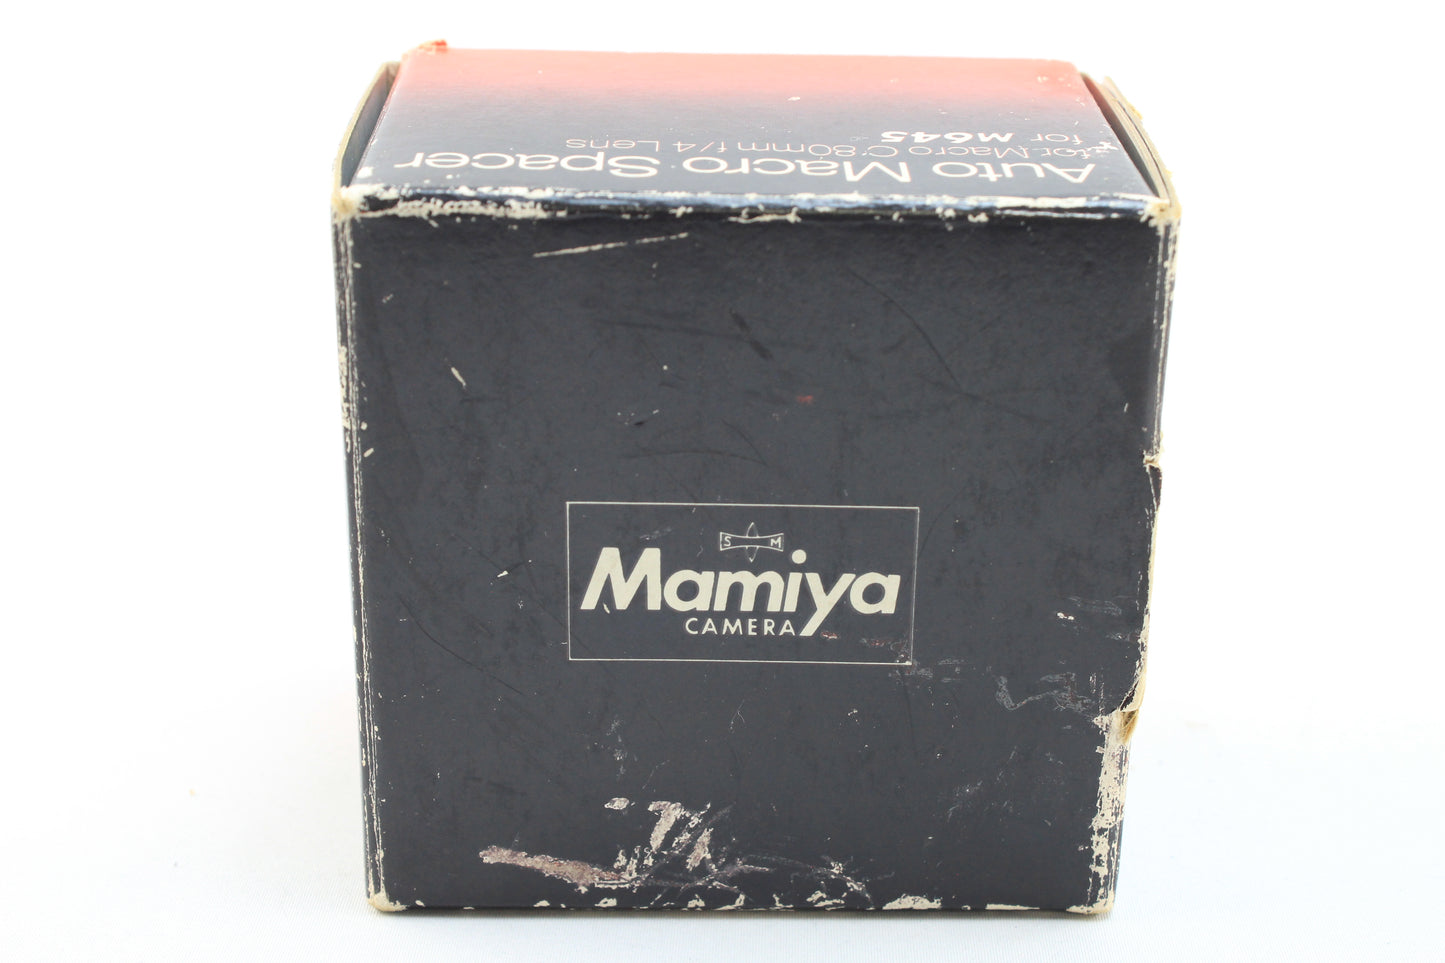 Auto Macro Spacer
for Macro C 80mm f/4 Lens
for M645
S M
Mamiya
CAMERA